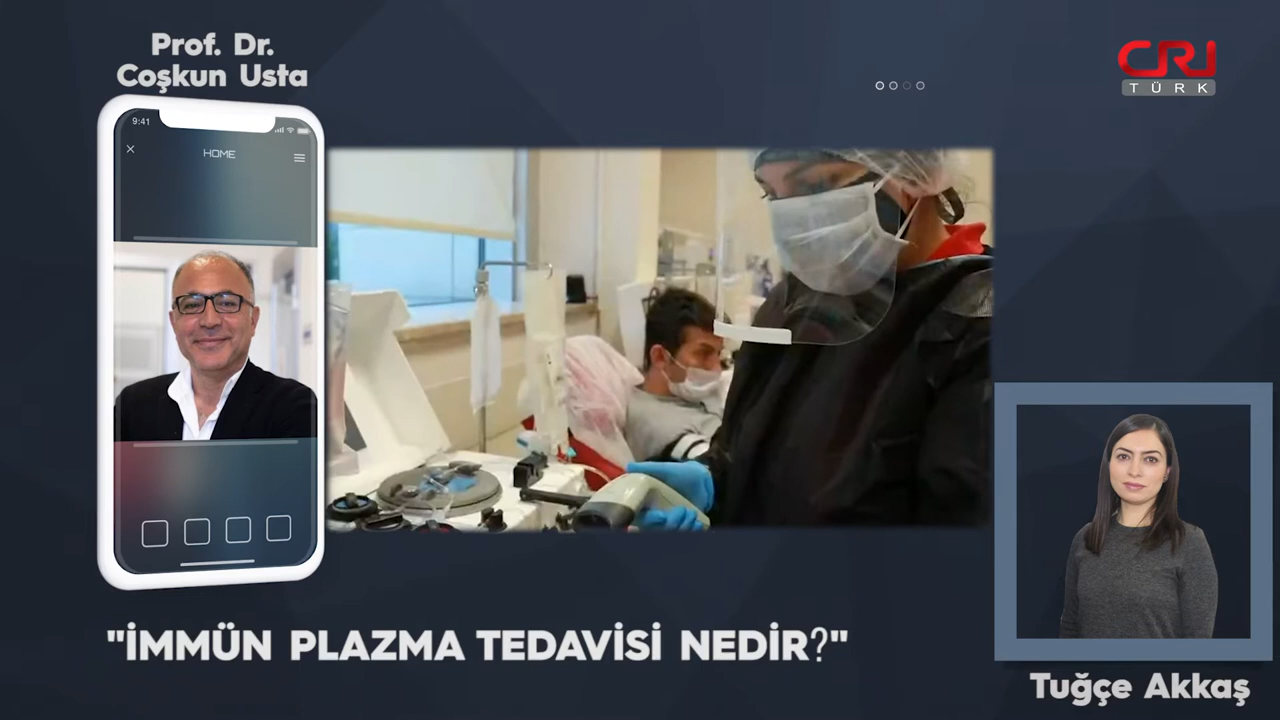 Prof. Dr.
Coşkun Usta
CRI
TÜRK
9:41
HOME
"İMMÜN PLAZMA TEDAVİSİ NEDİR?"
Tuğçe Akkaş